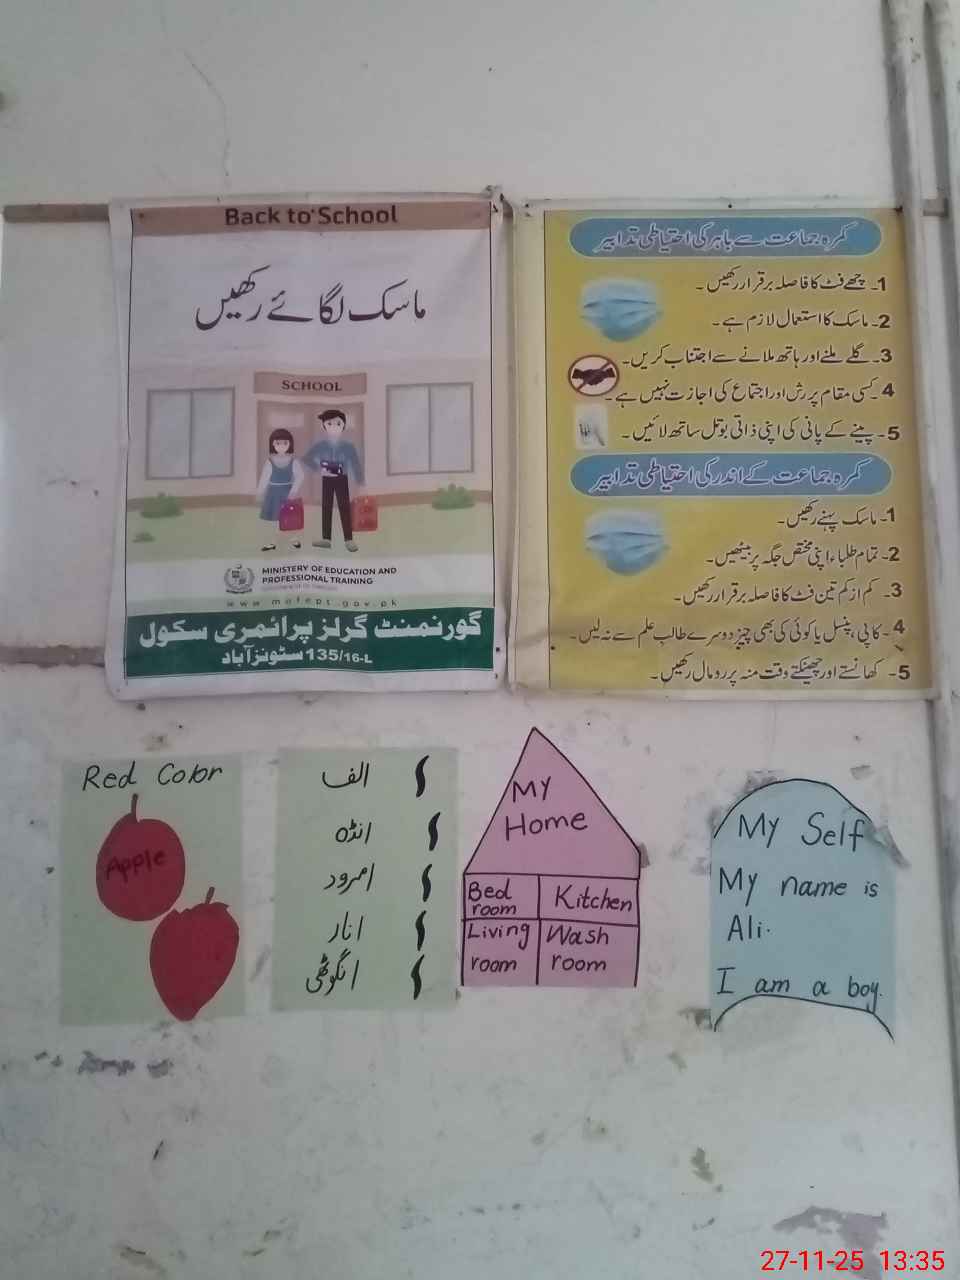 Back to School
ماسک لگائے رکھیں
SCHOOL
MINISTRY OF EDUCATION AND
PROFESSIONAL TRAINING
www.mofept.gov.pk
گورنمنٹ گرلز پرائمری سکول
135/16-L سٹونزآباد
کمرہ جماعت سے باہر کی احتیاطی تدابیر
1- چھے فٹ کا فاصلہ برقرار رکھیں۔
2- ماسک کا استعمال لازم ہے۔
3- گلے ملنے اور ہاتھ ملانے سے اجتناب کریں۔
4- کسی مقام پر رش اور اجتماع کی اجازت نہیں ہے۔
5- پینے کے پانی کی اپنی ذاتی بوتل ساتھ لائیں۔
کمرہ جماعت کے اندر کی احتیاطی تدابیر
1- ماسک پہنے رکھیں۔
2- تمام طلباء اپنی مختص جگہ پر بیٹھیں۔
3- کم از کم تین فٹ کا فاصلہ برقرار رکھیں۔
4- کاپی، پنسل یا کوئی کی بھی چیز دوسرے طالب علم سے نہ لیں۔
5- کھانستے اور چھینکتے وقت منہ پر رومال رکھیں۔
Red Color
Apple
ا الف
ا انڈہ
ا امرود
ا انار
ا انگوٹھی
My
Home
Bed room Kitchen
Living room Wash room
My Self
My name is
Ali.
I am a boy.
27-11-25 13:35